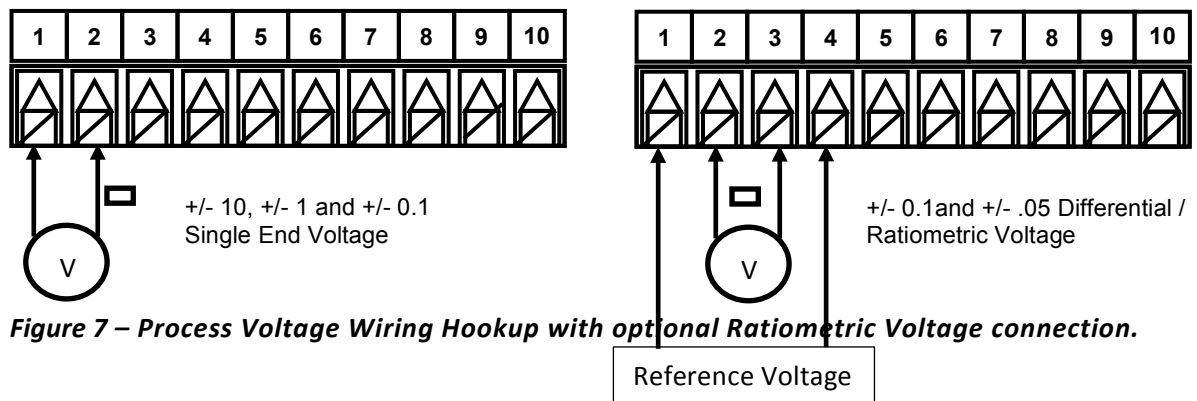 1 2 3 4 5 6 7 8 9 10
+/- 10, +/- 1 and +/- 0.1
Single End Voltage
V
1 2 3 4 5 6 7 8 9 10
+/- 0.1and +/- .05 Differential /
Ratiometric Voltage
V
Figure 7 – Process Voltage Wiring Hookup with optional Ratiometric Voltage connection.
Reference Voltage